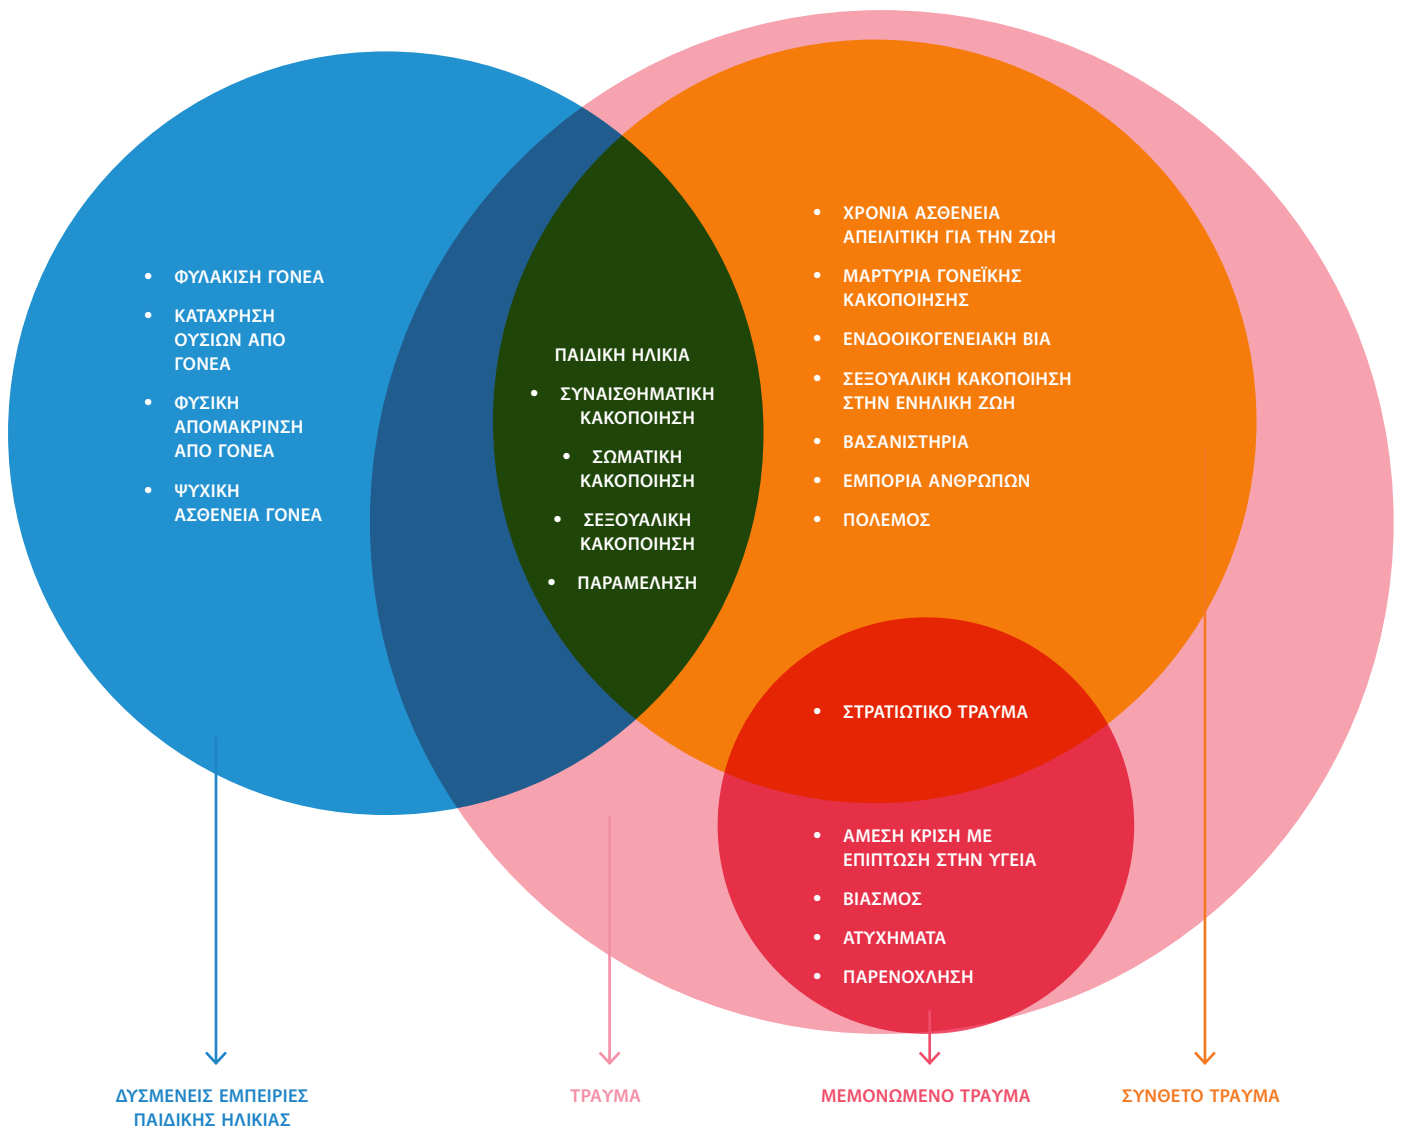 • ΦΥΛΑΚΙΣΗ ΓΟΝΕΑ
• ΚΑΤΑΧΡΗΣΗ
ΟΥΣΙΩΝ ΑΠΟ
ΓΟΝΕΑ
• ΦΥΣΙΚΗ
ΑΠΟΜΑΚΡΙΝΣΗ
ΑΠΟ ΓΟΝΕΑ
• ΨΥΧΙΚΗ
ΑΣΘΕΝΕΙΑ ΓΟΝΕΑ
ΠΑΙΔΙΚΗ ΗΛΙΚΙΑ
• ΣΥΝΑΙΣΘΗΜΑΤΙΚΗ
ΚΑΚΟΠΟΙΗΣΗ
• ΣΩΜΑΤΙΚΗ
ΚΑΚΟΠΟΙΗΣΗ
• ΣΕΞΟΥΑΛΙΚΗ
ΚΑΚΟΠΟΙΗΣΗ
• ΠΑΡΑΜΕΛΗΣΗ
• ΧΡΟΝΙΑ ΑΣΘΕΝΕΙΑ
ΑΠΕΙΛΙΤΙΚΗ ΓΙΑ ΤΗΝ ΖΩΗ
• ΜΑΡΤΥΡΙΑ ΓΟΝΕΪΚΗΣ
ΚΑΚΟΠΟΙΗΣΗΣ
• ΕΝΔΟΟΙΚΟΓΕΝΕΙΑΚΗ ΒΙΑ
• ΣΕΞΟΥΑΛΙΚΗ ΚΑΚΟΠΟΙΗΣΗ
ΣΤΗΝ ΕΝΗΛΙΚΗ ΖΩΗ
• ΒΑΣΑΝΙΣΤΗΡΙΑ
• ΕΜΠΟΡΙΑ ΑΝΘΡΩΠΩΝ
• ΠΟΛΕΜΟΣ
• ΣΤΡΑΤΙΩΤΙΚΟ ΤΡΑΥΜΑ
• ΑΜΕΣΗ ΚΡΙΣΗ ΜΕ
ΕΠΙΠΤΩΣΗ ΣΤΗΝ ΥΓΕΙΑ
• ΒΙΑΣΜΟΣ
• ΑΤΥΧΗΜΑΤΑ
• ΠΑΡΕΝΟΧΛΗΣΗ
ΔΥΣΜΕΝΕΙΣ ΕΜΠΕΙΡΙΕΣ
ΠΑΙΔΙΚΗΣ ΗΛΙΚΙΑΣ
ΤΡΑΥΜΑ
ΜΕΜΟΝΩΜΕΝΟ ΤΡΑΥΜΑ
ΣΥΝΘΕΤΟ ΤΡΑΥΜΑ